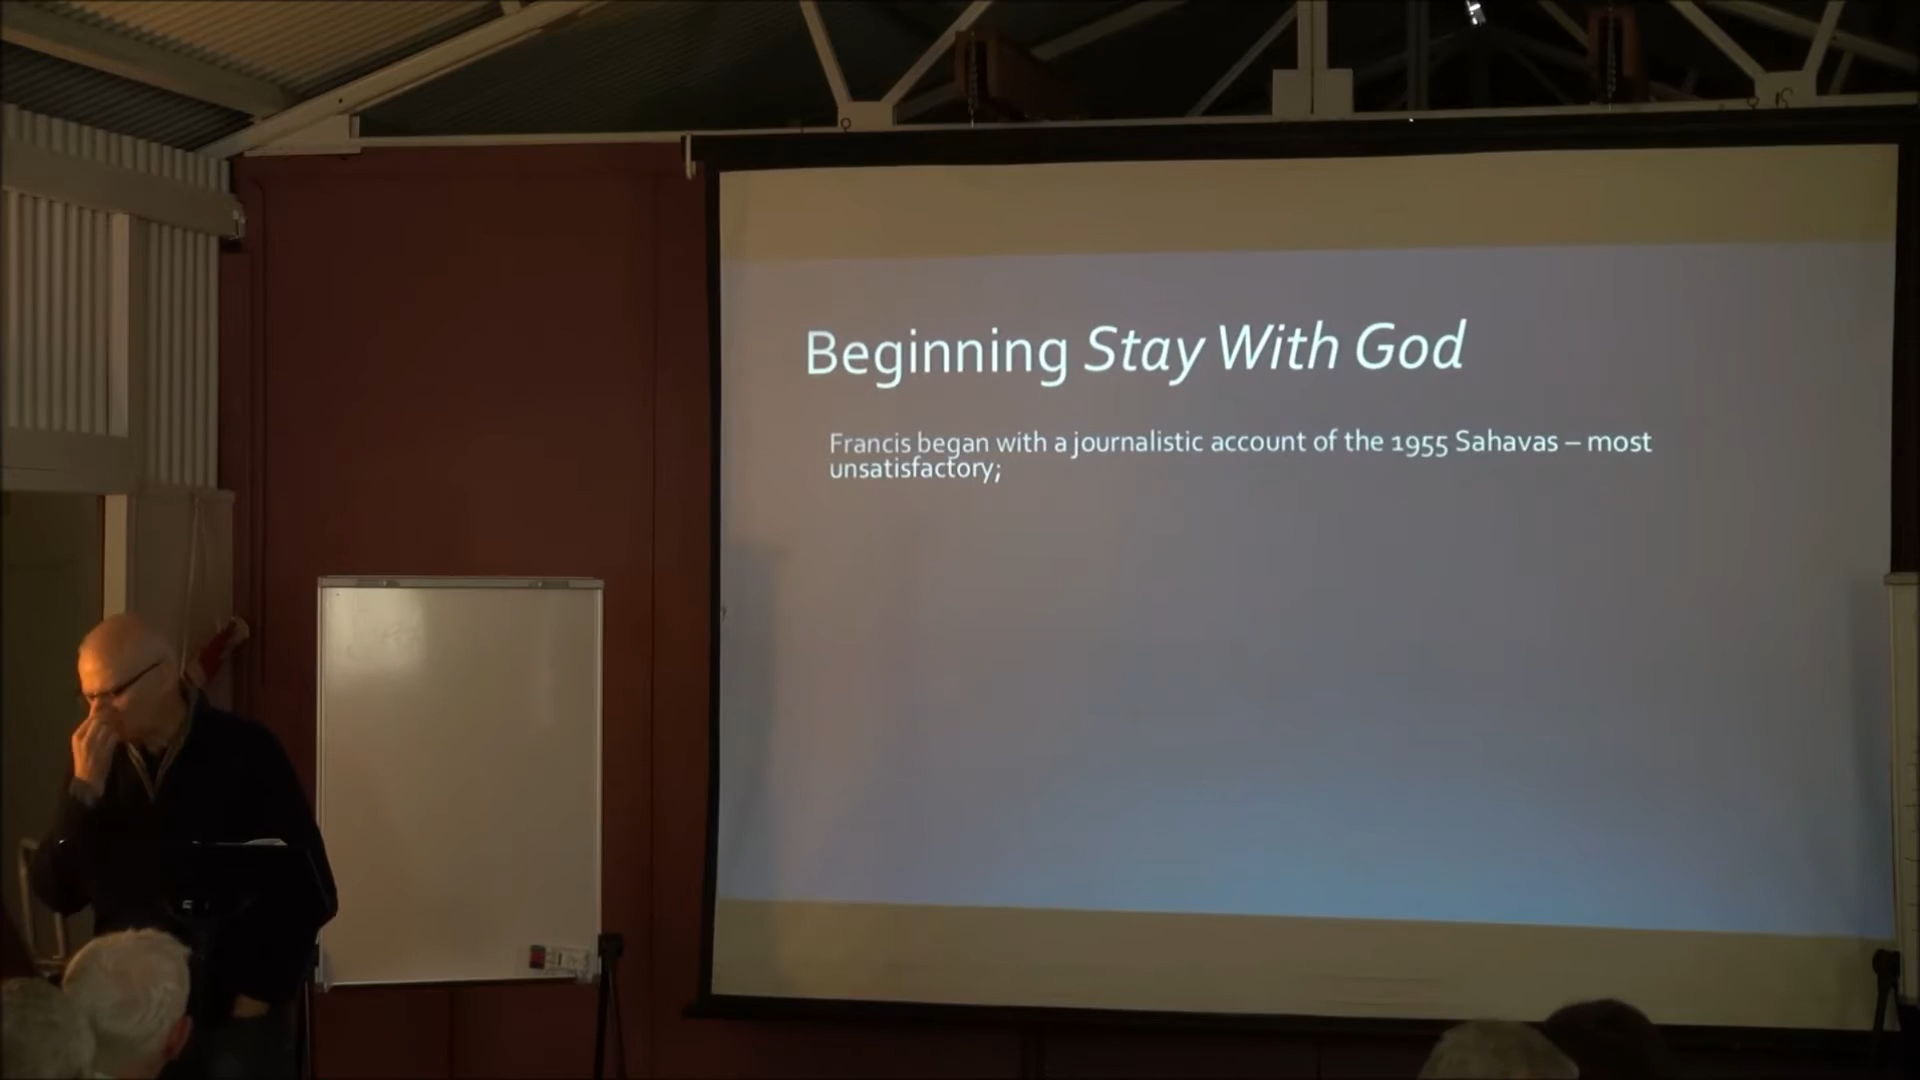 Beginning Stay With God
Francis began with a journalistic account of the 1955 Sahavas – most
unsatisfactory;